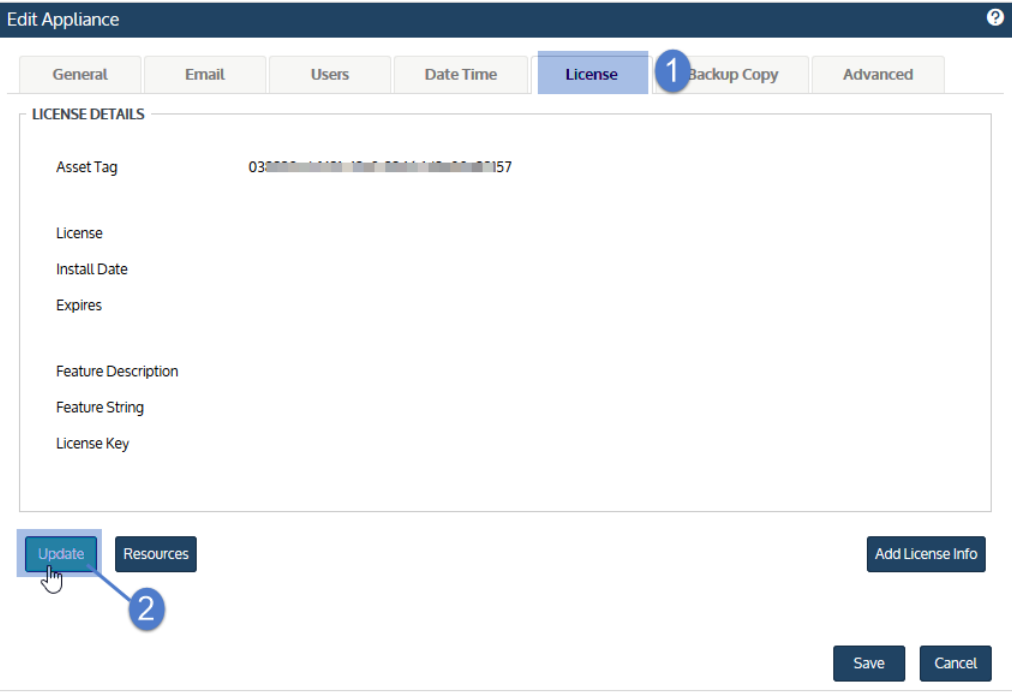 Edit Appliance ?
General Email Users Date Time License 1 Backup Copy Advanced
LICENSE DETAILS
Asset Tag
License
Install Date
Expires
Feature Description
Feature String
License Key
Update Resources Add License Info
2
Save Cancel